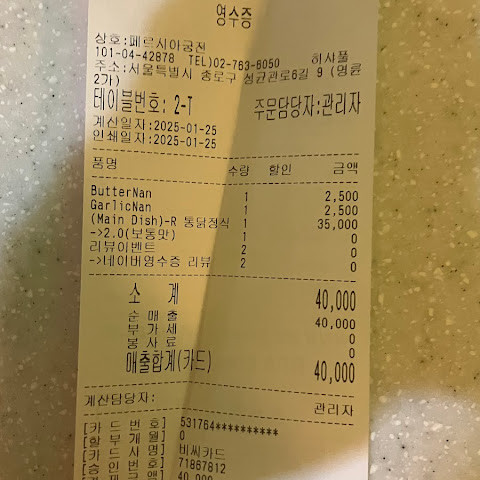 영수증
상호:페르시아궁전
101-04-42878 TEL)02-763-6050 하샤풀
주소:서울특별시 종로구 성균관로6길 9 (명륜
2가)
테이블번호: 2-T 주문담당자:관리자
계산일자:2025-01-25
인쇄일자:2025-01-25
품명 수량 할인 금액
ButterNan 1 2,500
GarlicNan 1 2,500
(Main Dish)-R 통닭정식 1 35,000
->2.0(보통맛) 1 0
리뷰이벤트 2 0
->네이버영수증 리뷰 2 0
소 계 40,000
순 매 출 40,000
부 가 세 0
봉 사 료 0
매출합계(카드) 40,000
계산담당자: 관리자
[카 드 번 호] 531764**********
[할 부 개 월] 0
[카 드 사 명] 비씨카드
[승 인 번 호] 71867812
금 액] 40,000